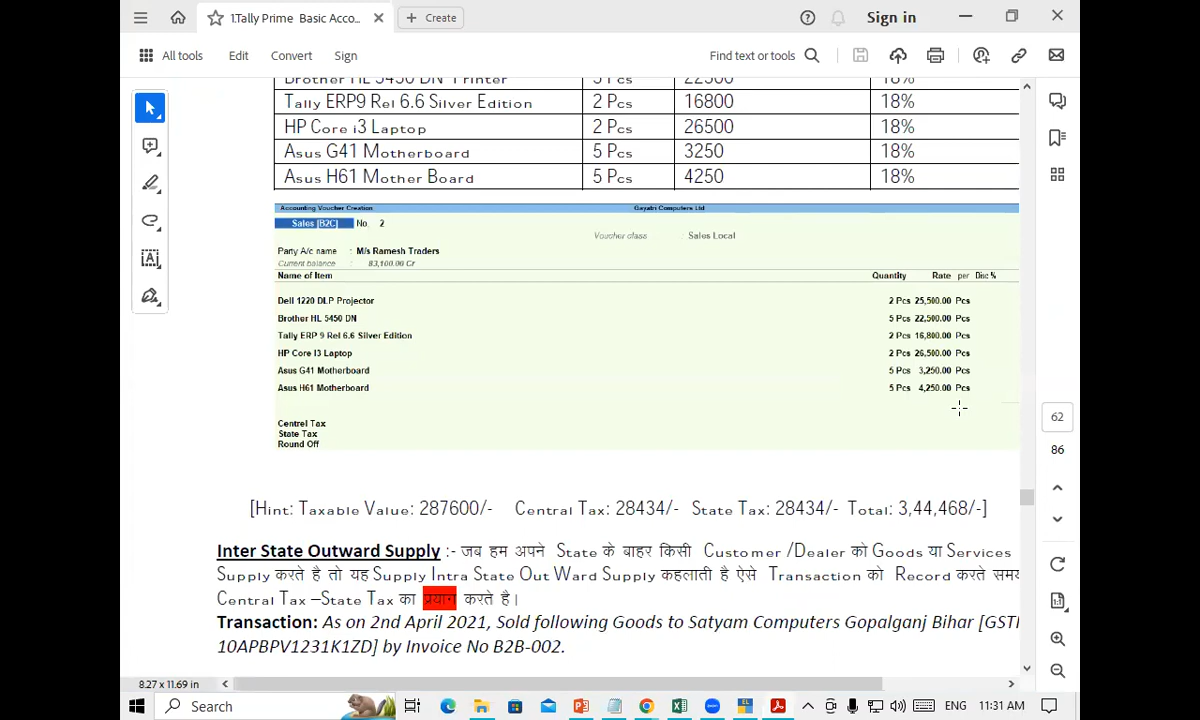 1.Tally Prime Basic Acco...
Create
Sign in
All tools
Edit
Convert
Sign
Find text or tools
Brother HL 5450 DN Printer 5 Pcs 22500 18%
Tally ERP9 Rel 6.6 Silver Edition 2 Pcs 16800 18%
HP Core i3 Laptop 2 Pcs 26500 18%
Asus G41 Motherboard 5 Pcs 3250 18%
Asus H61 Mother Board 5 Pcs 4250 18%
Accounting Voucher Creation Gayatri Computers Ltd
Sales [B2C] No. 2
Voucher class : Sales Local
Party A/c name : M/s Ramesh Traders
Current balance : 83,100.00 Cr
Name of Item Quantity Rate per Disc %
Dell 1220 DLP Projector 2 Pcs 25,500.00 Pcs
Brother HL 5450 DN 5 Pcs 22,500.00 Pcs
Tally ERP 9 Rel 6.6 Silver Edition 2 Pcs 16,800.00 Pcs
HP Core I3 Laptop 2 Pcs 26,500.00 Pcs
Asus G41 Motherboard 5 Pcs 3,250.00 Pcs
Asus H61 Motherboard 5 Pcs 4,250.00 Pcs
Centrel Tax
State Tax
Round Off
62
86
[Hint: Taxable Value: 287600/- Central Tax: 28434/- State Tax: 28434/- Total: 3,44,468/-]
Inter State Outward Supply :- जब हम अपने State के बाहर किसी Customer /Dealer को Goods या Services
Supply करते है तो यह Supply Intra State Out Ward Supply कहलाती है ऐसे Transaction को Record करते समय
Central Tax –State Tax का प्रयोग करते है।
Transaction: As on 2nd April 2021, Sold following Goods to Satyam Computers Gopalganj Bihar [GSTI
10APBPV1231K1ZD] by Invoice No B2B-002.
8.27 x 11.69 in
Search
ENG 11:31 AM